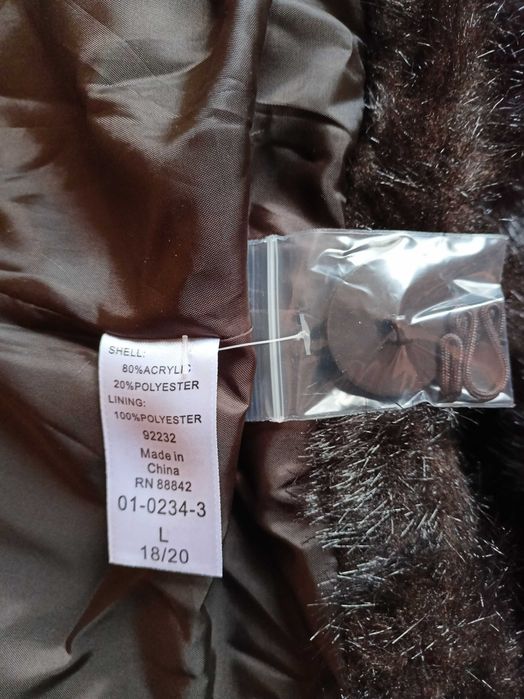 SHELL:
80%ACRYLIC
20%POLYESTER
LINING:
100%POLYESTER
92232
Made in
China
RN 88842
01-0234-3
L
18/20